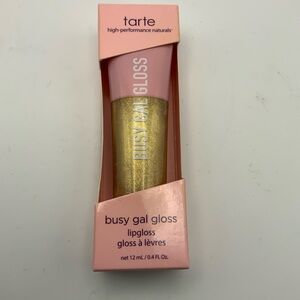 tarte
high-performance naturals™
BUSY GAL GLOSS
busy gal gloss
lipgloss
gloss à lèvres
net 12 mL / 0.4 fl. Oz.